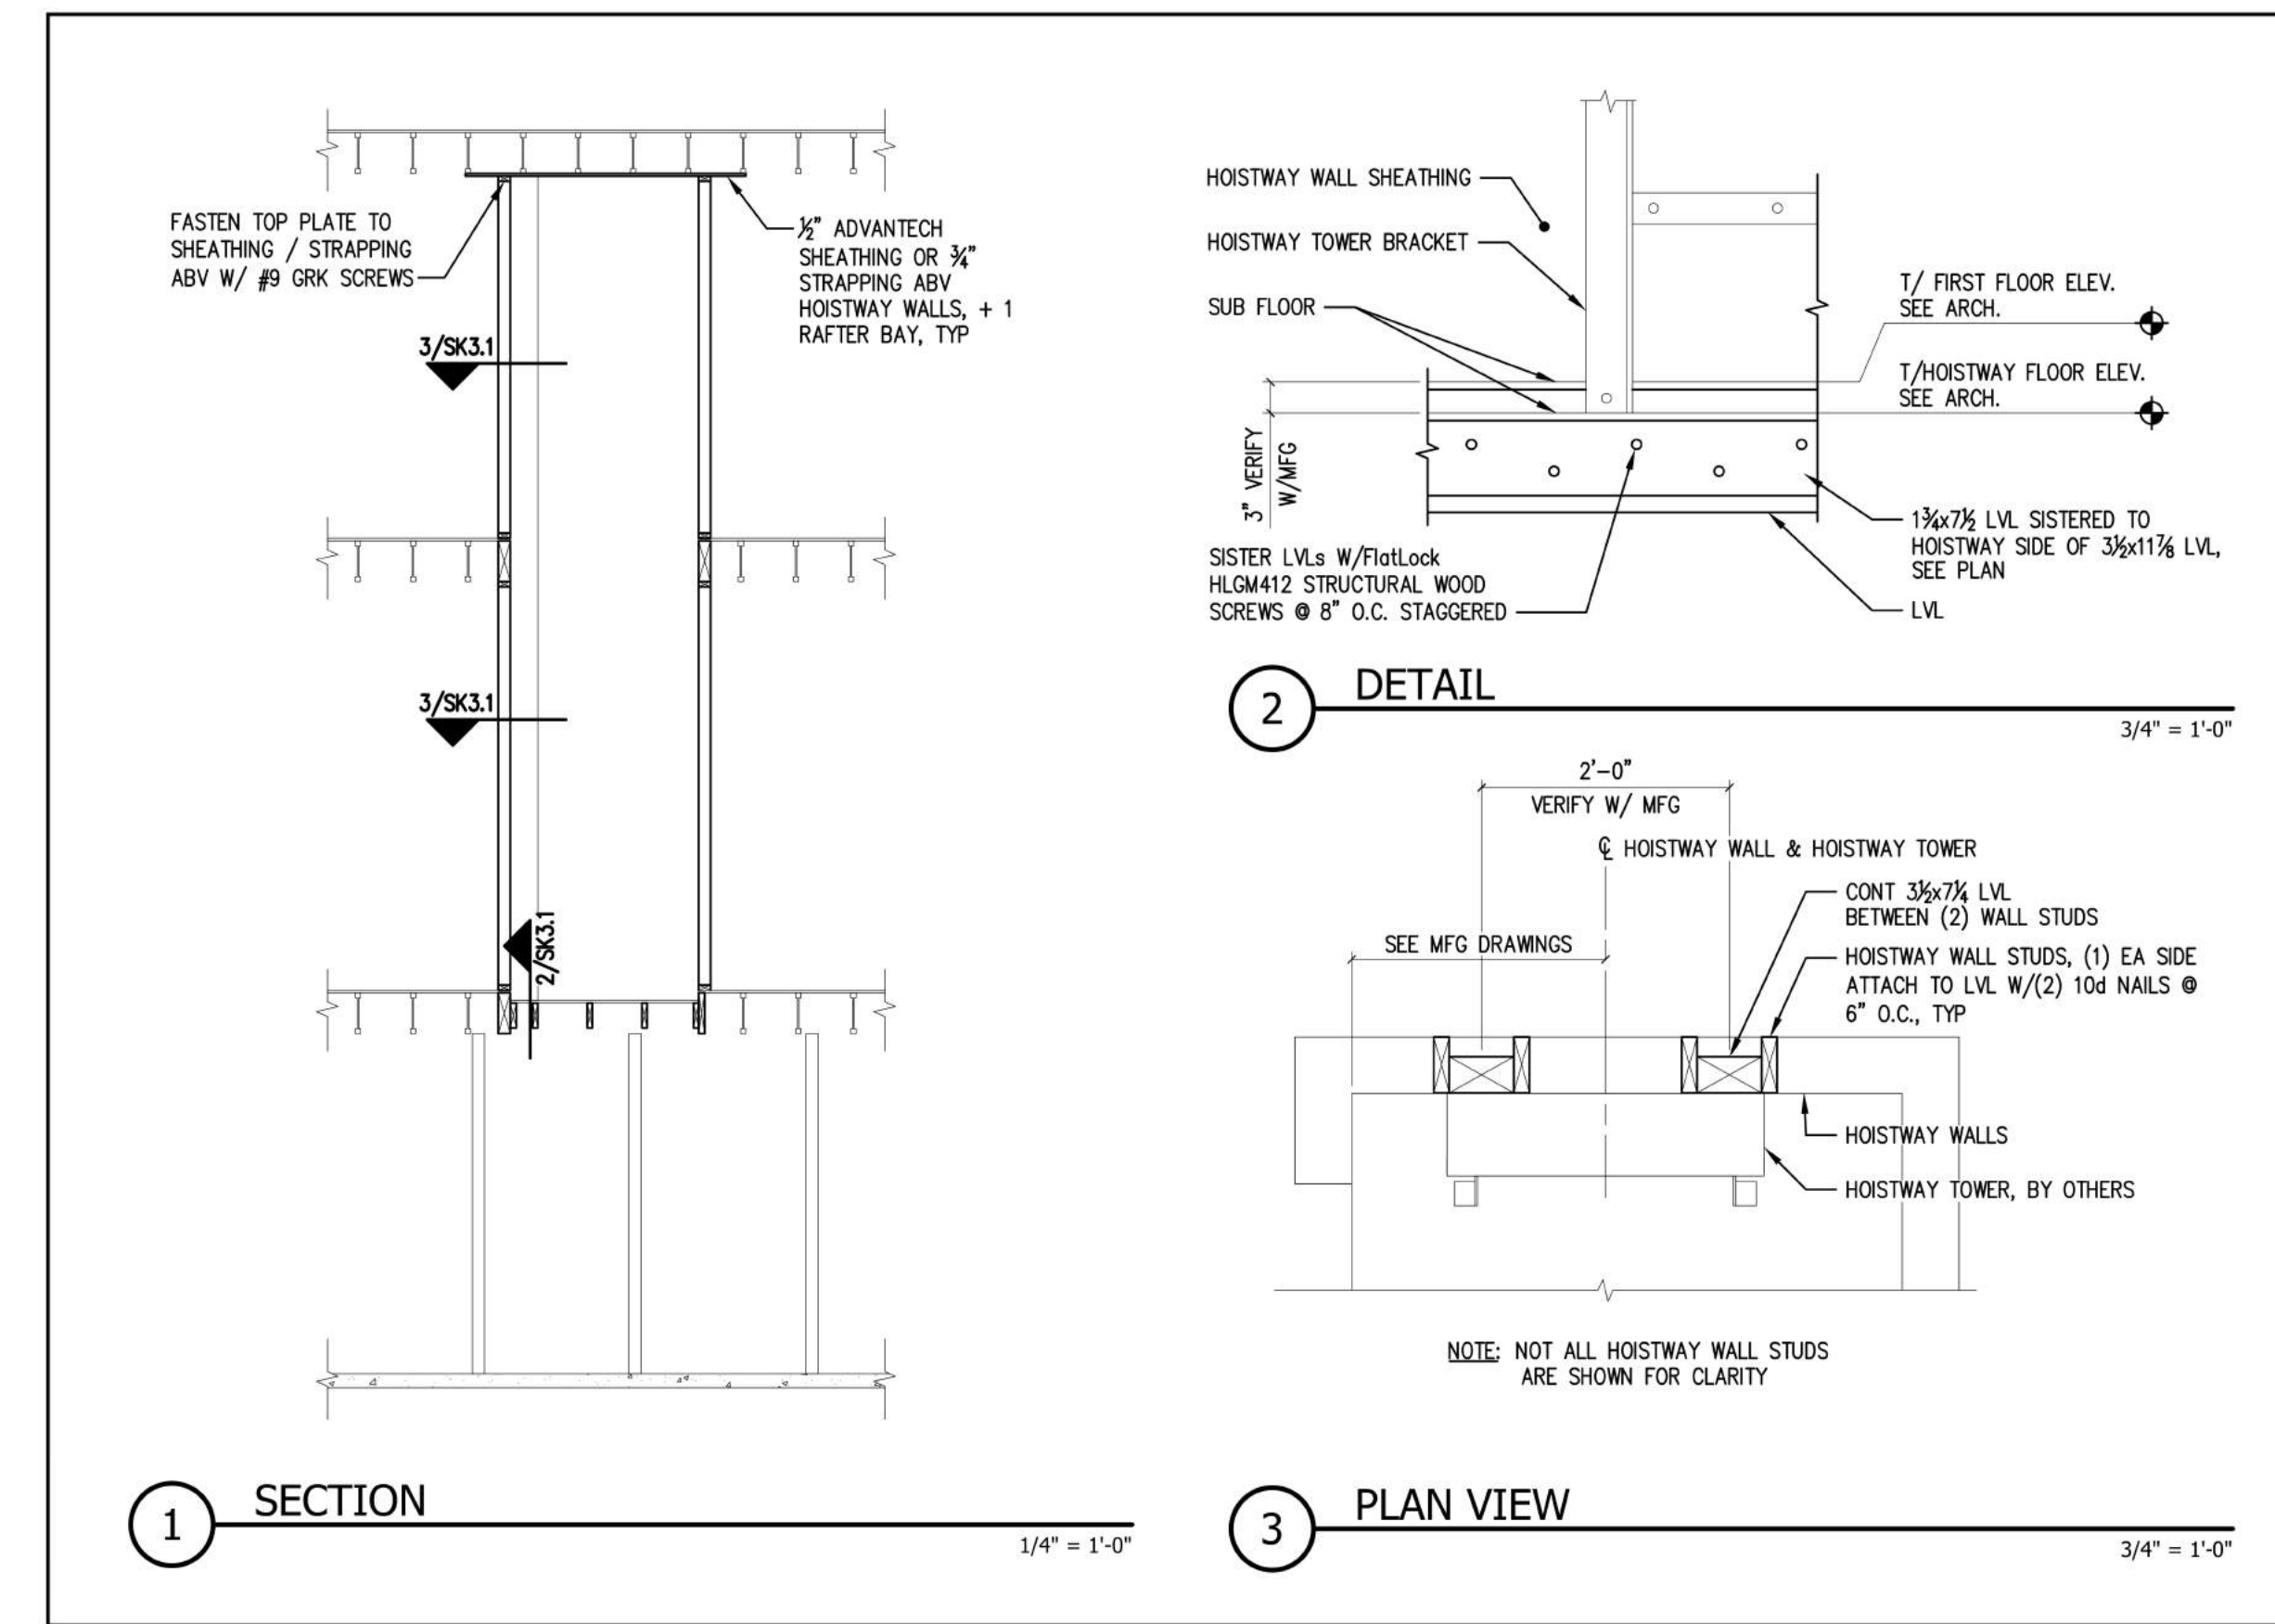 FASTEN TOP PLATE TO
SHEATHING / STRAPPING
ABV W/ #9 GRK SCREWS
½" ADVANTECH
SHEATHING OR ¾"
STRAPPING ABV
HOISTWAY WALLS, + 1
RAFTER BAY, TYP
3/SK3.1
3/SK3.1
2/SK3.1
1
SECTION
1/4" = 1'-0"
HOISTWAY WALL SHEATHING
HOISTWAY TOWER BRACKET
SUB FLOOR
T/ FIRST FLOOR ELEV.
SEE ARCH.
T/HOISTWAY FLOOR ELEV.
SEE ARCH.
3" VERIFY
W/MFG
1¾x7½ LVL SISTERED TO
HOISTWAY SIDE OF 3½x11⅞ LVL,
SEE PLAN
LVL
SISTER LVLs W/FlatLock
HLGM412 STRUCTURAL WOOD
SCREWS @ 8" O.C. STAGGERED
2
DETAIL
3/4" = 1'-0"
2'-0"
VERIFY W/ MFG
℄ HOISTWAY WALL & HOISTWAY TOWER
CONT 3½x7¼ LVL
BETWEEN (2) WALL STUDS
SEE MFG DRAWINGS
HOISTWAY WALL STUDS, (1) EA SIDE
ATTACH TO LVL W/(2) 10d NAILS @
6" O.C., TYP
HOISTWAY WALLS
HOISTWAY TOWER, BY OTHERS
NOTE: NOT ALL HOISTWAY WALL STUDS
ARE SHOWN FOR CLARITY
3
PLAN VIEW
3/4" = 1'-0"